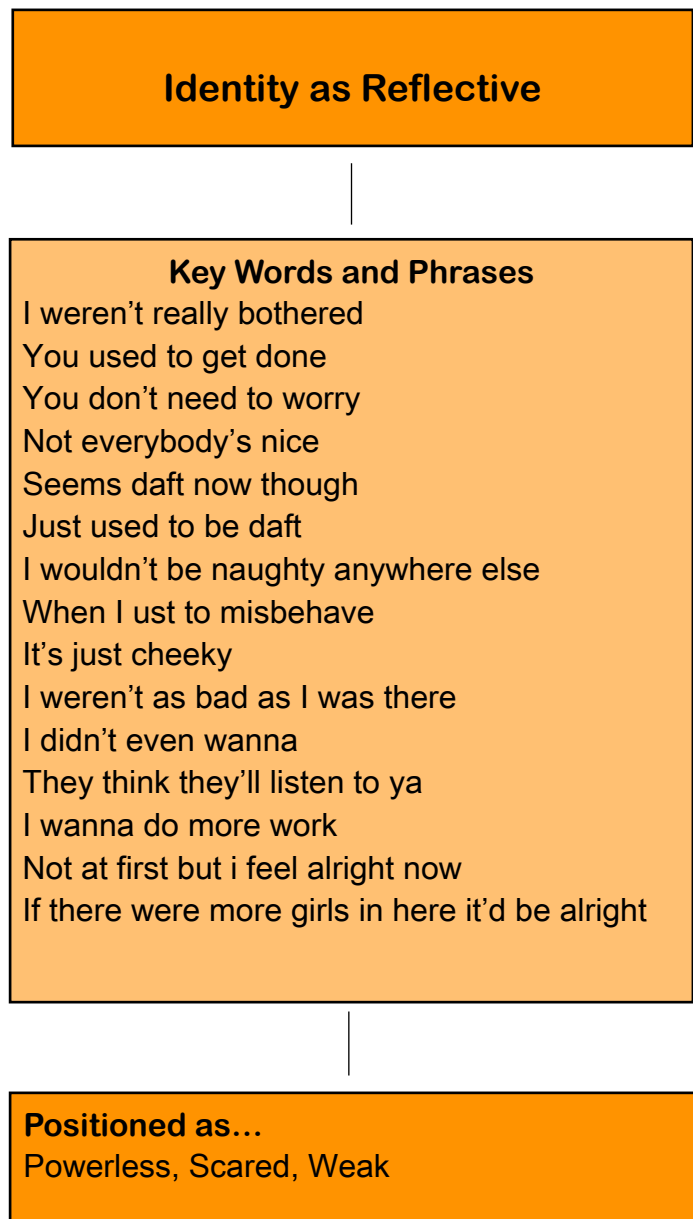 Identity as Reflective
Key Words and Phrases
I weren’t really bothered
You used to get done
You don’t need to worry
Not everybody’s nice
Seems daft now though
Just used to be daft
I wouldn’t be naughty anywhere else
When I ust to misbehave
It’s just cheeky
I weren’t as bad as I was there
I didn’t even wanna
They think they’ll listen to ya
I wanna do more work
Not at first but i feel alright now
If there were more girls in here it’d be alright
Positioned as…
Powerless, Scared, Weak